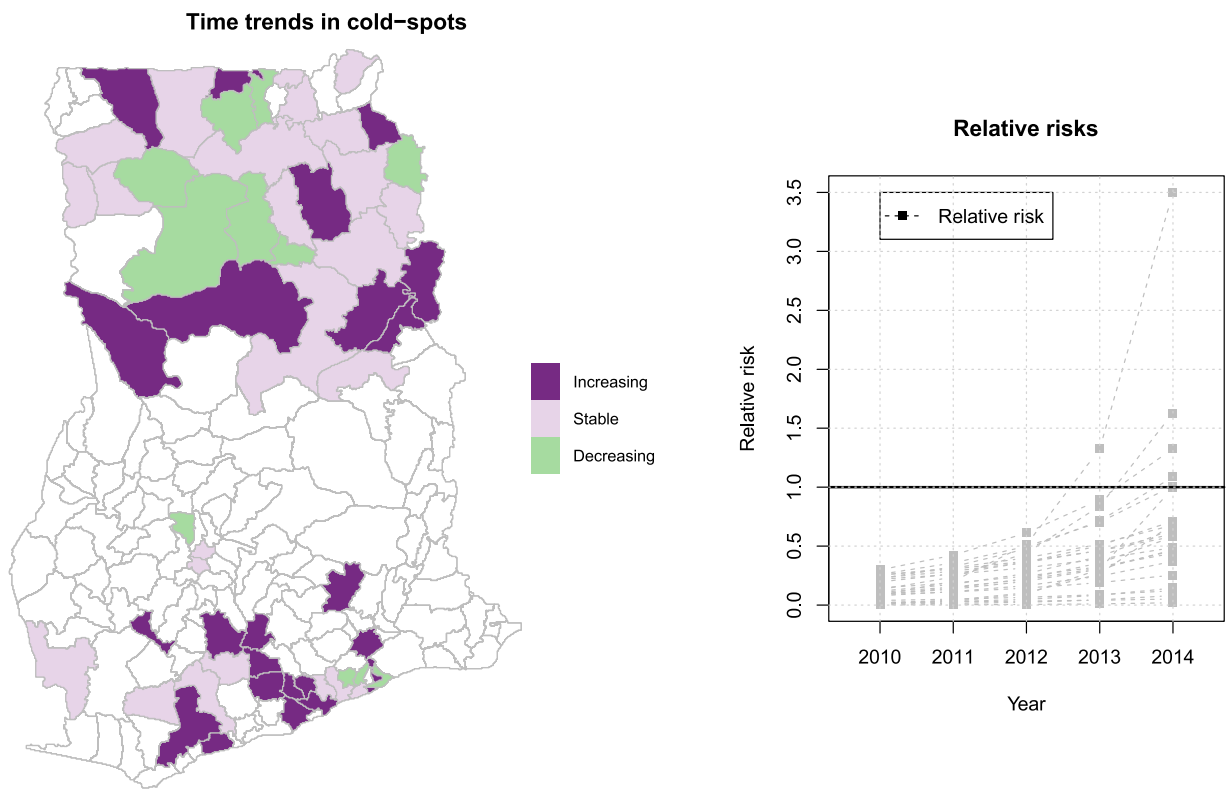 Time trends in cold−spots
Increasing
Stable
Decreasing
Relative risks
Relative risk
3.5
3.0
2.5
2.0
1.5
1.0
0.5
0.0
Relative risk
2010 2011 2012 2013 2014
Year